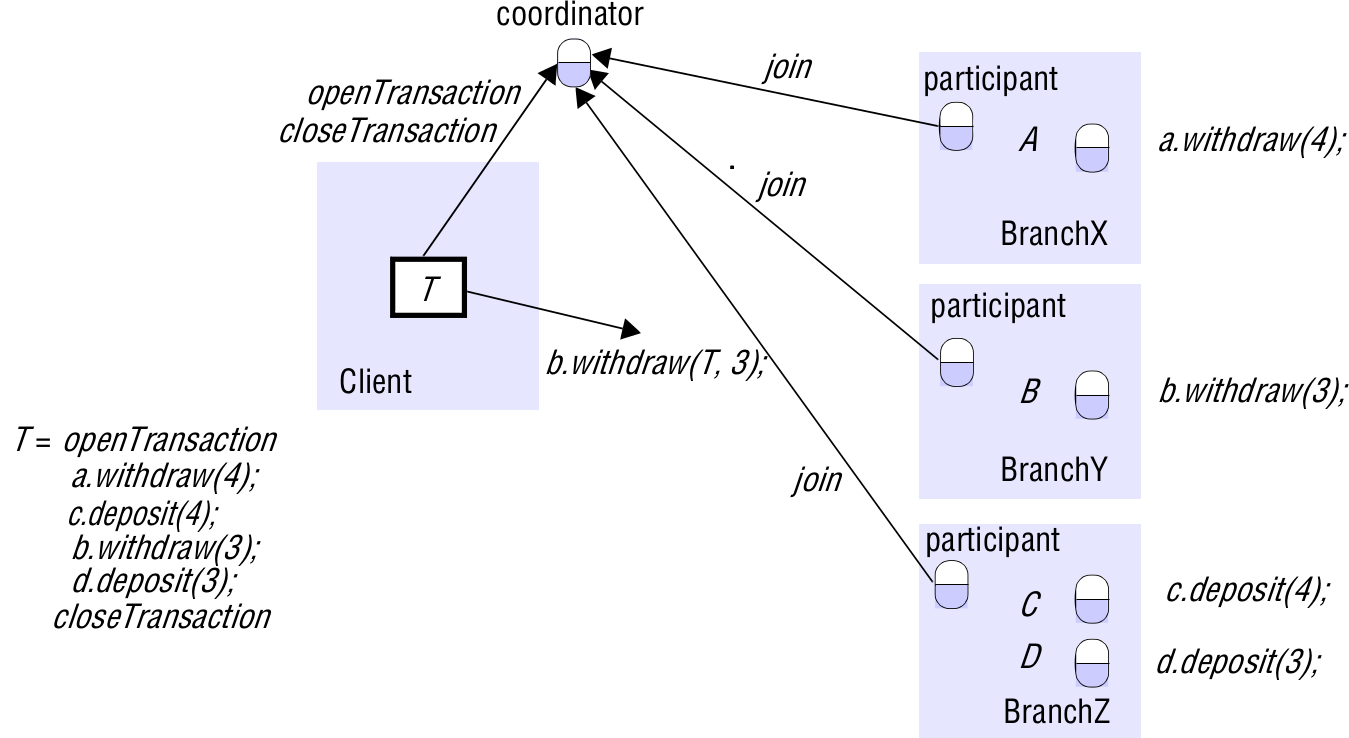 coordinator
join
openTransaction
closeTransaction
participant
A
a.withdraw(4);
BranchX
join
T
b.withdraw(T, 3);
Client
participant
B
b.withdraw(3);
BranchY
T = openTransaction
a.withdraw(4);
c.deposit(4);
b.withdraw(3);
d.deposit(3);
closeTransaction
join
participant
C
c.deposit(4);
D
d.deposit(3);
BranchZ